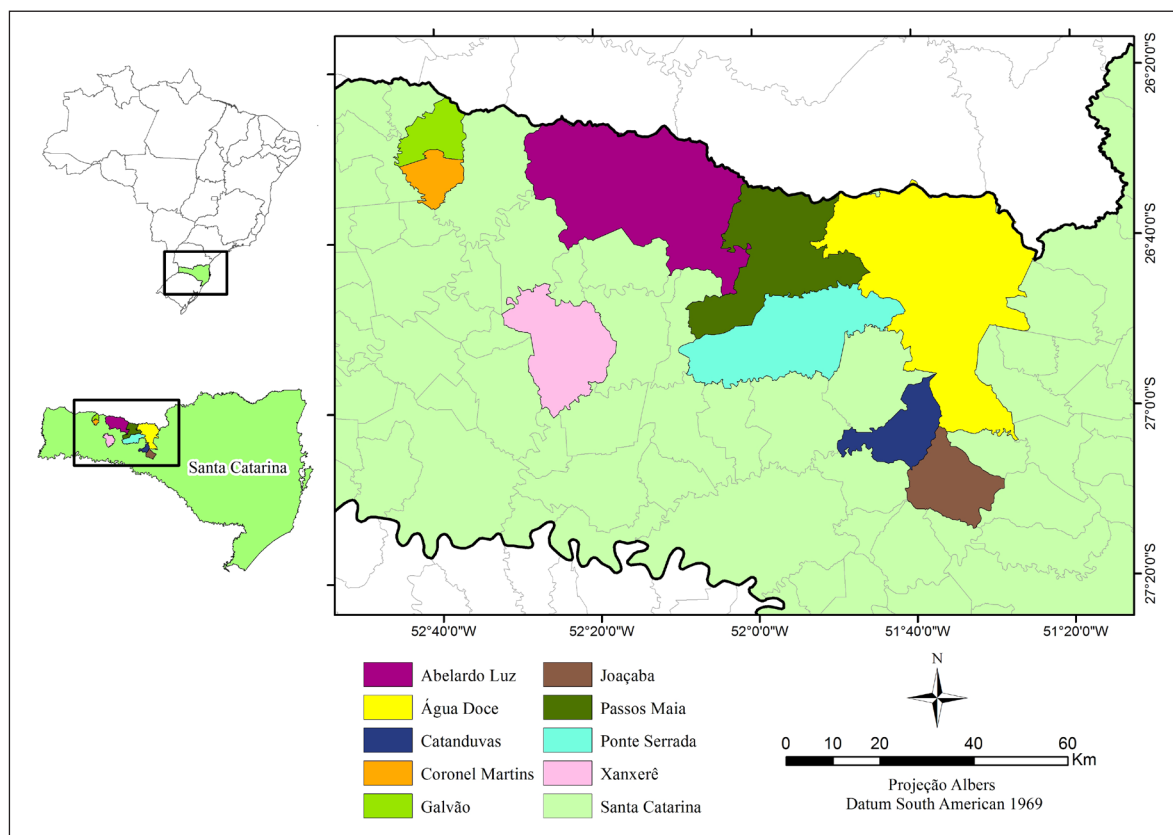 26°20'0"S
26°40'0"S
27°0'0"S
27°20'0"S
Santa Catarina
52°40'0"W
52°20'0"W
52°0'0"W
51°40'0"W
51°20'0"W
Abelardo Luz
Água Doce
Catanduvas
Coronel Martins
Galvão
Joaçaba
Passos Maia
Ponte Serrada
Xanxerê
Santa Catarina
N
0 10 20 40 60
Km
Projeção Albers
Datum South American 1969